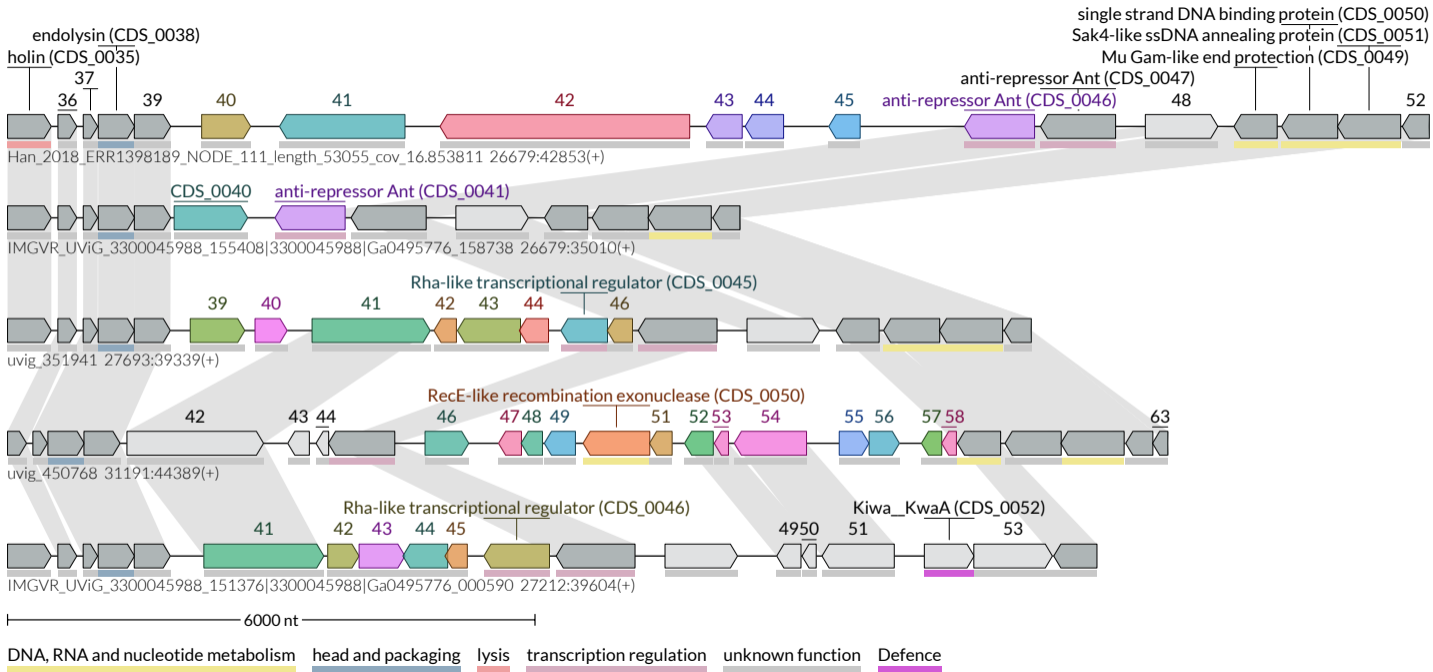 single strand DNA binding protein (CDS_0050)
endolysin (CDS_0038) Sak4-like ssDNA annealing protein (CDS_0051)
holin (CDS_0035) Mu Gam-like end protection (CDS_0049)
37 anti-repressor Ant (CDS_0047)
36 39 40 41 42 43 44 45 anti-repressor Ant (CDS_0046) 48 52
Han_2018_ERR1398189_NODE_111_length_53055_cov_16.853811 26679:42853(+)
CDS_0040 anti-repressor Ant (CDS_0041)
IMGVR_UViG_3300045988_155408|3300045988|Ga0495776_158738 26679:35010(+)
Rha-like transcriptional regulator (CDS_0045)
39 40 41 42 43 44 46
uvig_351941 27693:39339(+)
RecE-like recombination exonuclease (CDS_0050)
42 43 44 46 47 48 49 51 52 53 54 55 56 57 58 63
uvig_450768 31191:44389(+)
Rha-like transcriptional regulator (CDS_0046) Kiwa__KwaA (CDS_0052)
41 42 43 44 45 49 50 51 53
IMGVR_UViG_3300045988_151376|3300045988|Ga0495776_000590 27212:39604(+)
6000 nt
DNA, RNA and nucleotide metabolism head and packaging lysis transcription regulation unknown function Defence